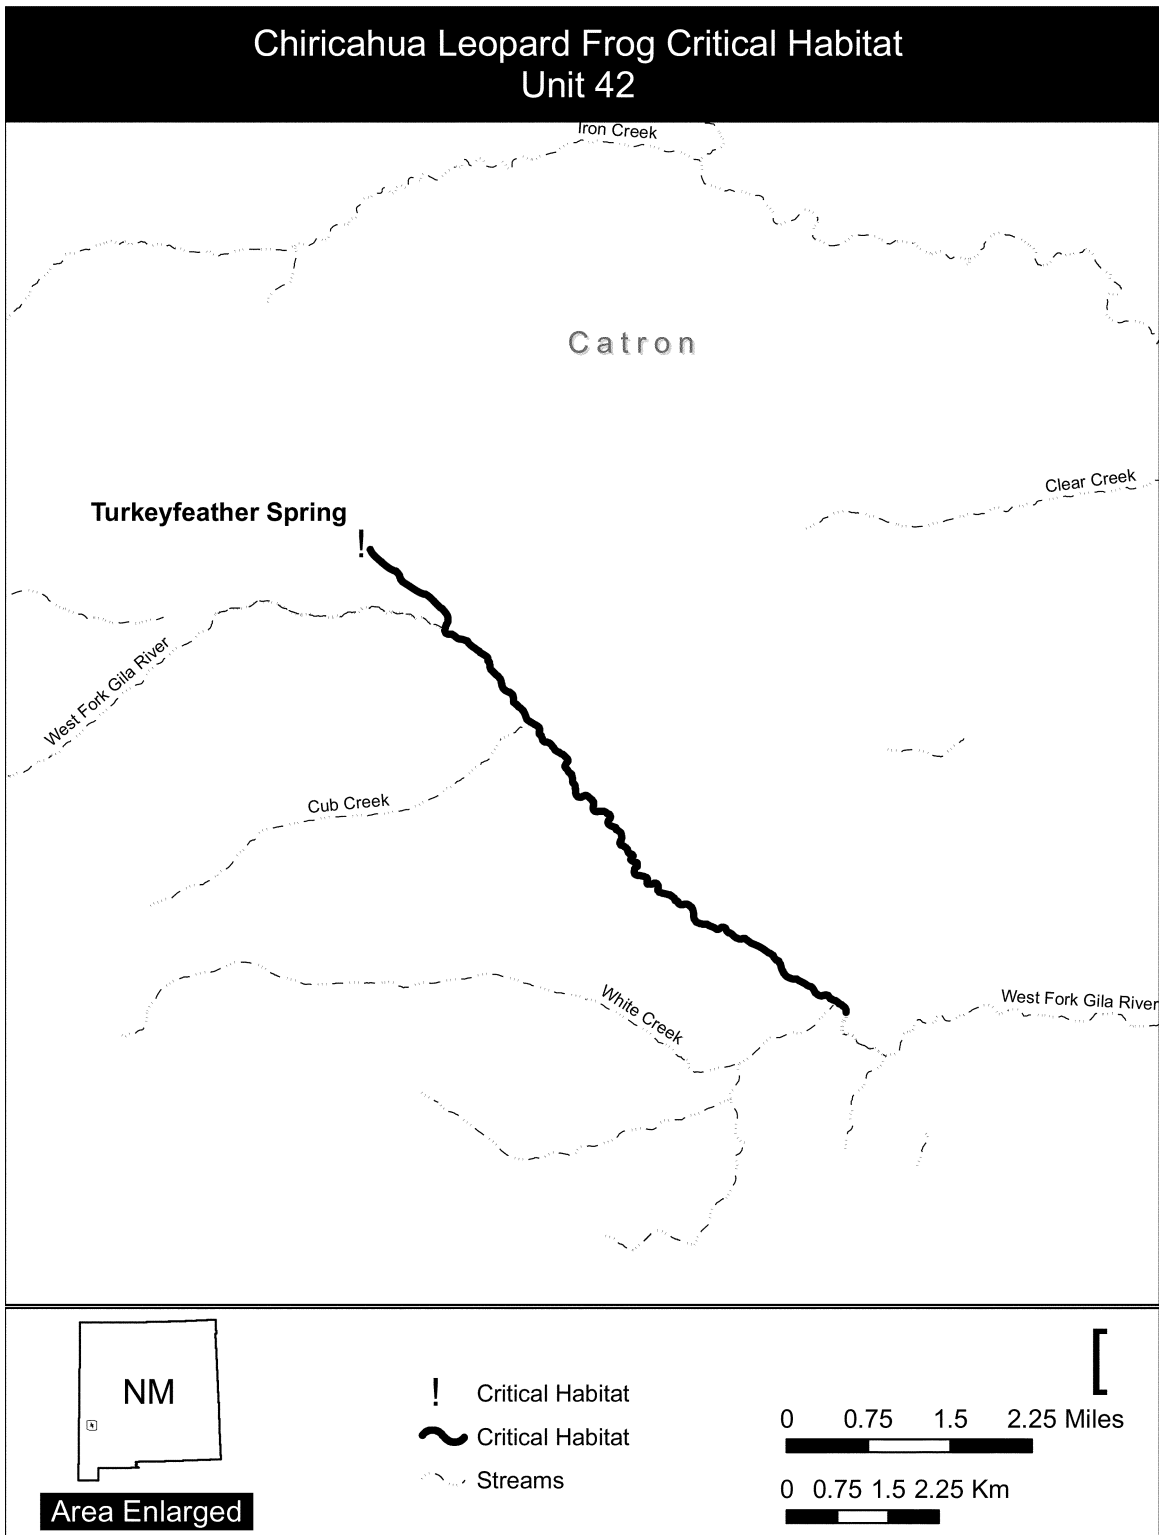 Chiricahua Leopard Frog Critical Habitat
Unit 42
Iron Creek
Catron
Clear Creek
Turkeyfeather Spring
!
West Fork Gila River
Cub Creek
White Creek
West Fork Gila River
NM
Area Enlarged
! Critical Habitat
Critical Habitat
Streams
[
0 0.75 1.5 2.25 Miles
0 0.75 1.5 2.25 Km